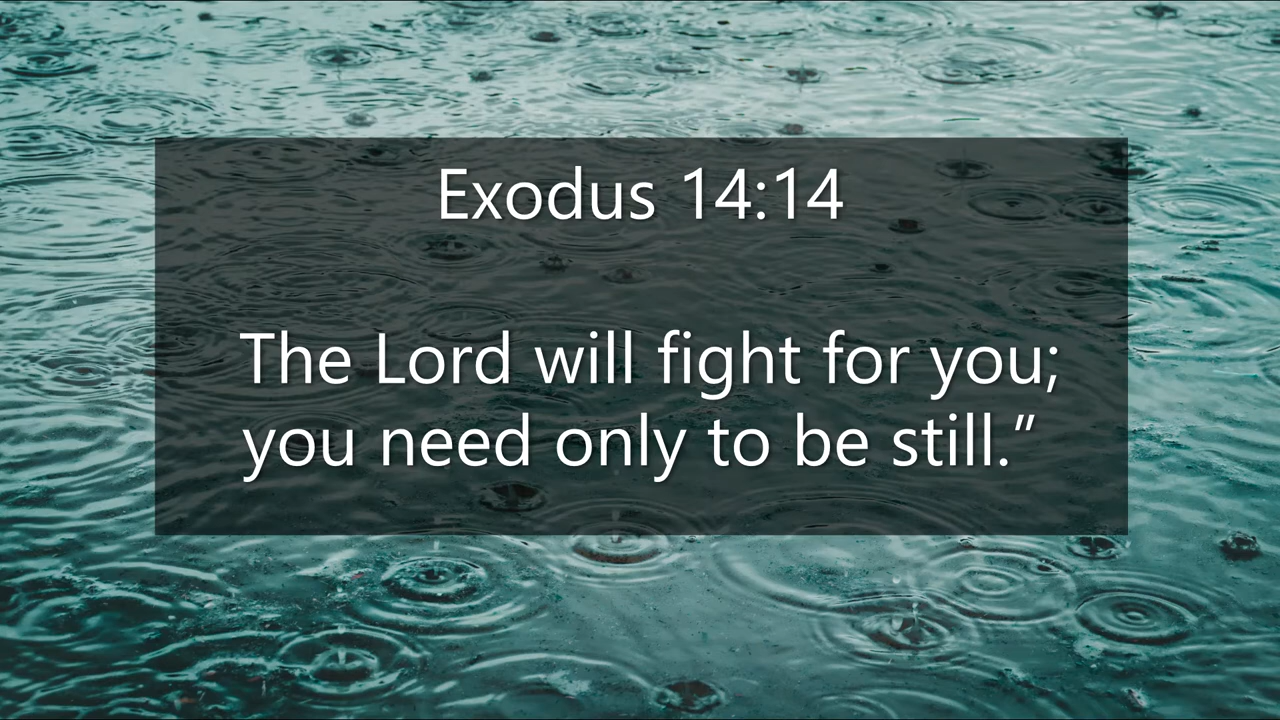 Exodus 14:14
The Lord will fight for you;
you need only to be still.”